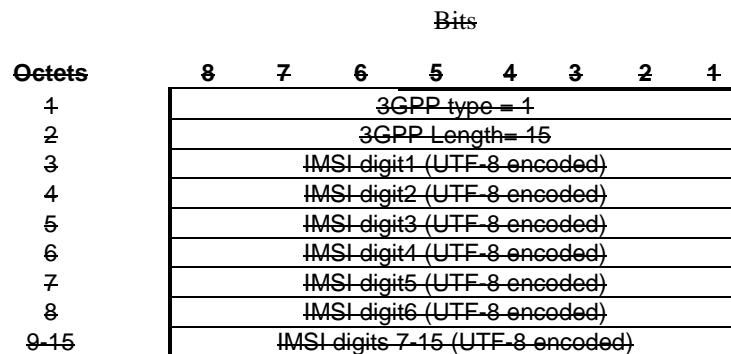 Bits
Octets 8 7 6 5 4 3 2 1
1 3GPP type = 1
2 3GPP Length= 15
3 IMSI digit1 (UTF-8 encoded)
4 IMSI digit2 (UTF-8 encoded)
5 IMSI digit3 (UTF-8 encoded)
6 IMSI digit4 (UTF-8 encoded)
7 IMSI digit5 (UTF-8 encoded)
8 IMSI digit6 (UTF-8 encoded)
9-15 IMSI digits 7-15 (UTF-8 encoded)